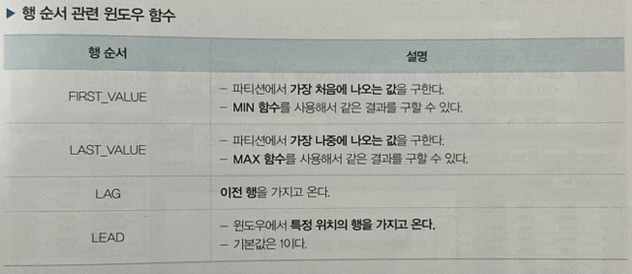 ▶ 행 순서 관련 윈도우 함수
행 순서 설명
FIRST_VALUE
– 파티션에서 가장 처음에 나오는 값을 구한다.
– MIN 함수를 사용해서 같은 결과를 구할 수 있다.
LAST_VALUE
– 파티션에서 가장 나중에 나오는 값을 구한다.
– MAX 함수를 사용해서 같은 결과를 구할 수 있다.
LAG 이전 행을 가지고 온다.
LEAD
– 윈도우에서 특정 위치의 행을 가지고 온다.
– 기본값은 1이다.